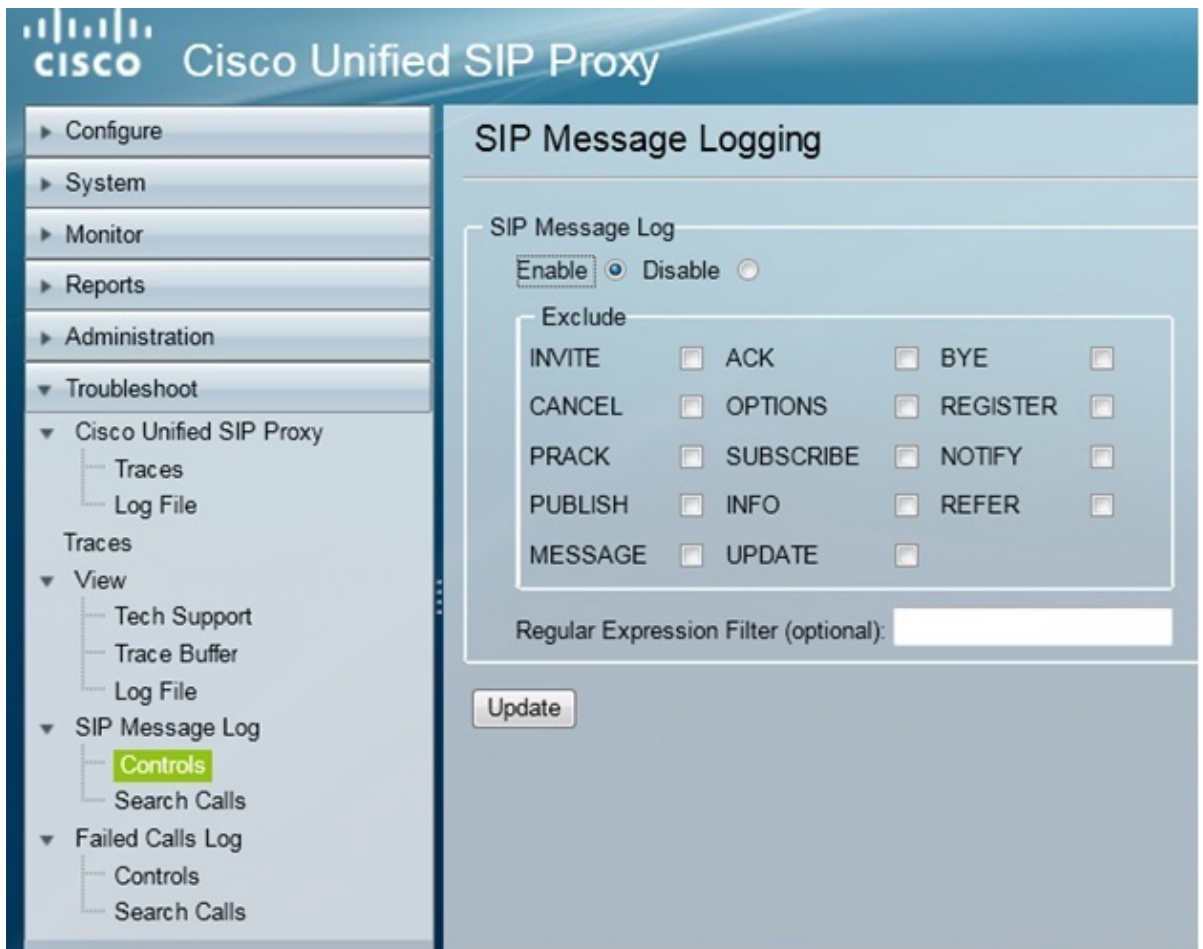 CISCO Cisco Unified SIP Proxy
Configure
System
Monitor
Reports
Administration
Troubleshoot
Cisco Unified SIP Proxy
Traces
Log File
Traces
View
Tech Support
Trace Buffer
Log File
SIP Message Log
Controls
Search Calls
Failed Calls Log
Controls
Search Calls
SIP Message Logging
SIP Message Log
Enable Disable
Exclude
INVITE ACK BYE
CANCEL OPTIONS REGISTER
PRACK SUBSCRIBE NOTIFY
PUBLISH INFO REFER
MESSAGE UPDATE
Regular Expression Filter (optional):
Update